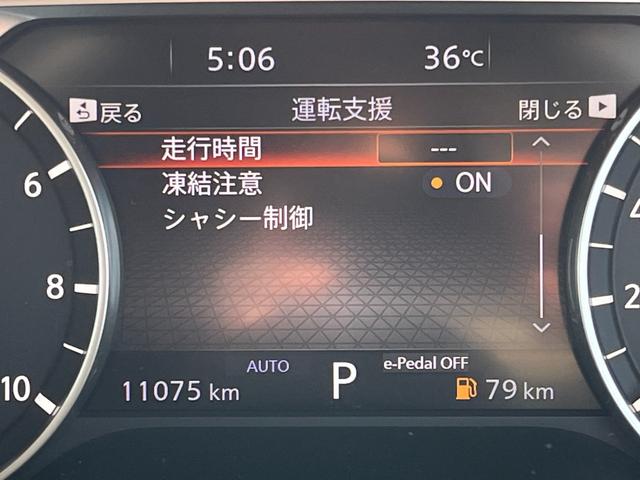 5:06 36℃
戻る 運転支援 閉じる
走行時間 ---
凍結注意 ON
シャシー制御
6
8
10
2
AUTO e-Pedal OFF
11075 km P 79 km